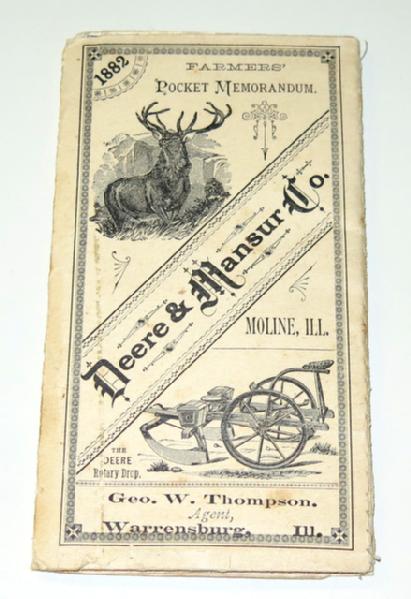 1882
FARMERS'
POCKET MEMORANDUM.
Deere & Mansur Co.
MOLINE, ILL.
THE
DEERE
Rotary Drop.
Geo. W. Thompson.
Agent,
Warrensburg, Ill.